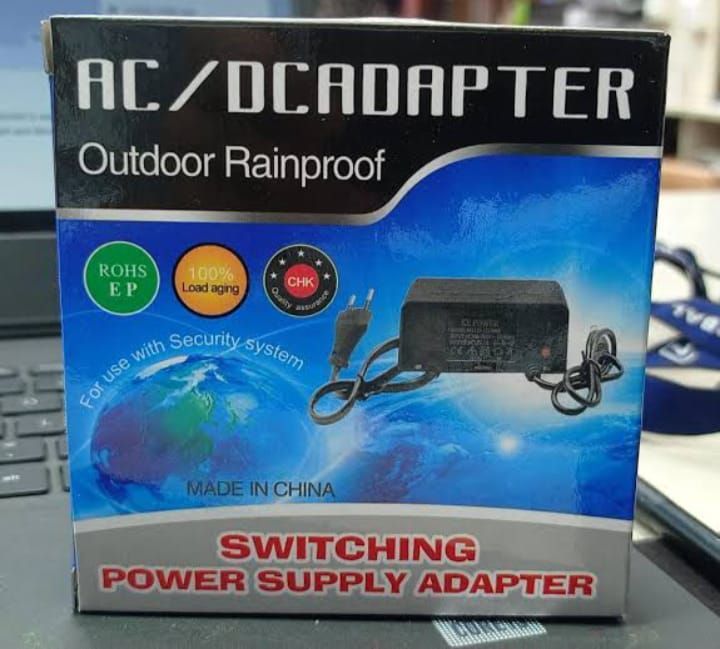 AC/DCADAPTER
Outdoor Rainproof
ROHS
EP
100%
Load aging
CHK
Quality assurance
For use with Security system
MADE IN CHINA
SWITCHING
POWER SUPPLY ADAPTER